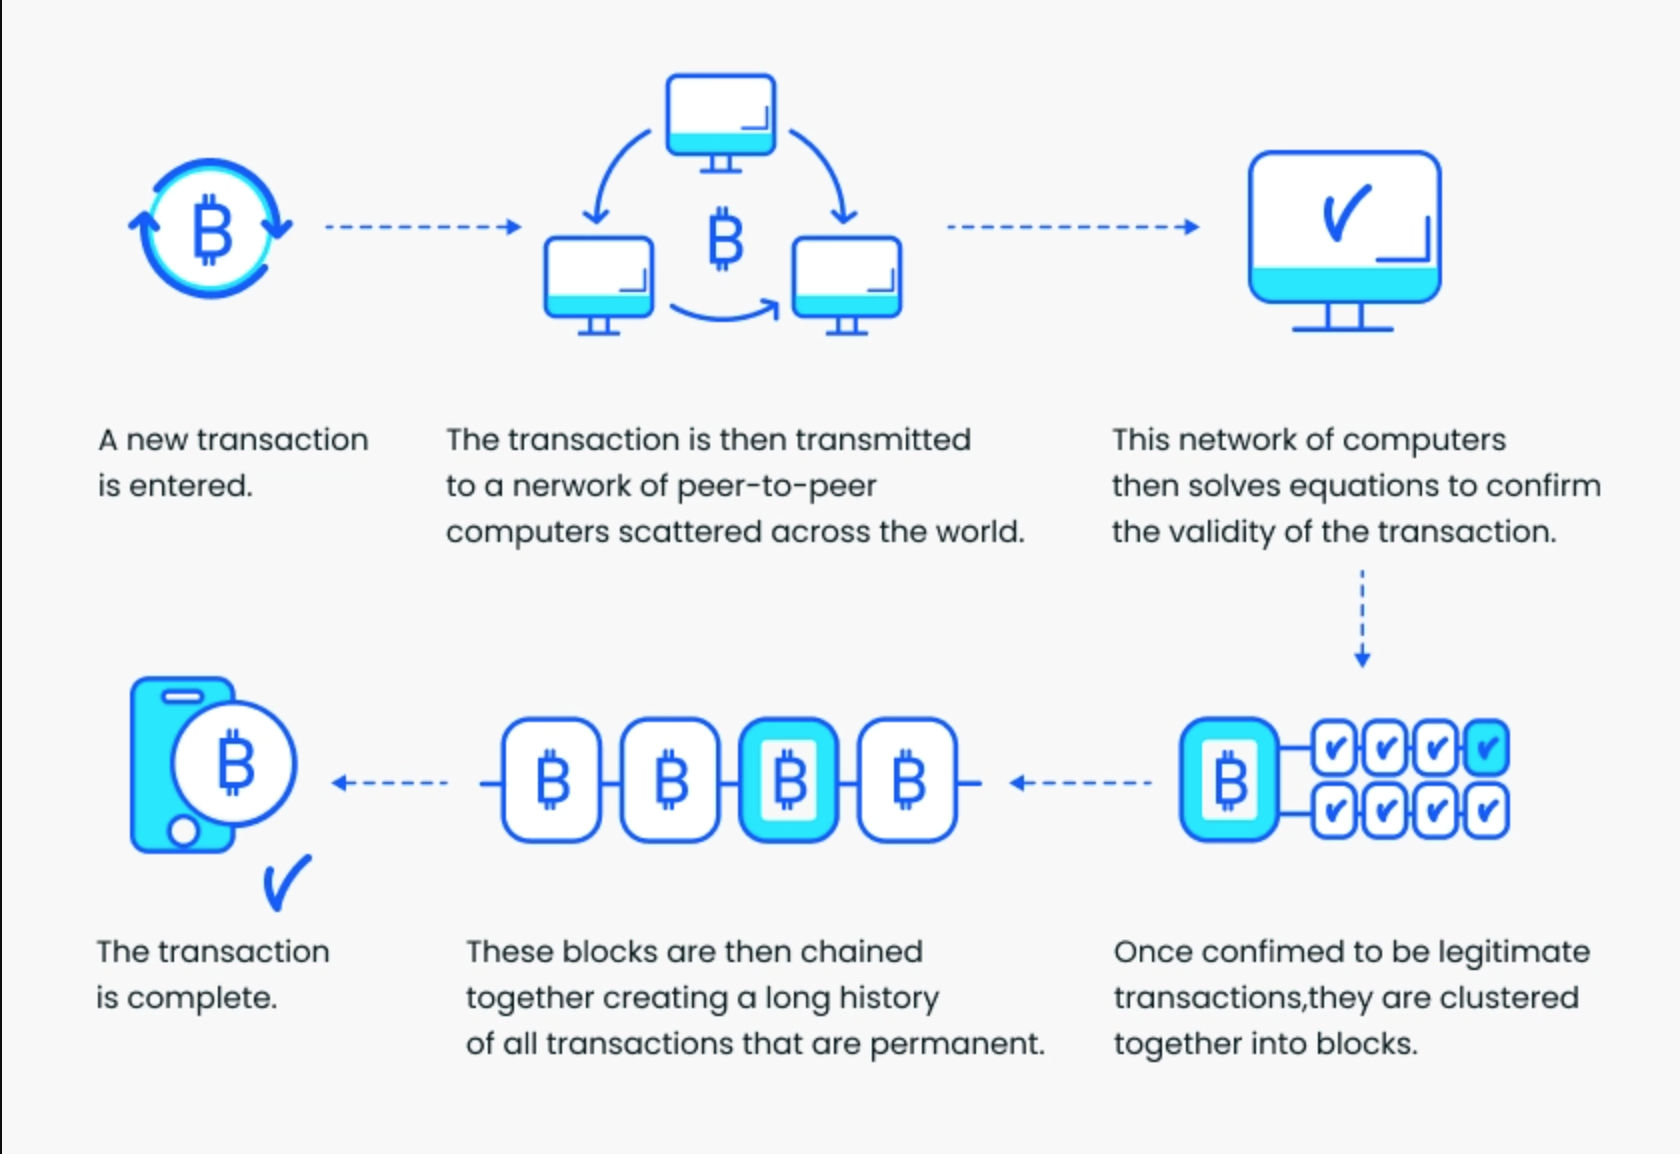 A new transaction
is entered.
The transaction is then transmitted
to a nerwork of peer-to-peer
computers scattered across the world.
This network of computers
then solves equations to confirm
the validity of the transaction.
The transaction
is complete.
These blocks are then chained
together creating a long history
of all transactions that are permanent.
Once confimed to be legitimate
transactions,they are clustered
together into blocks.